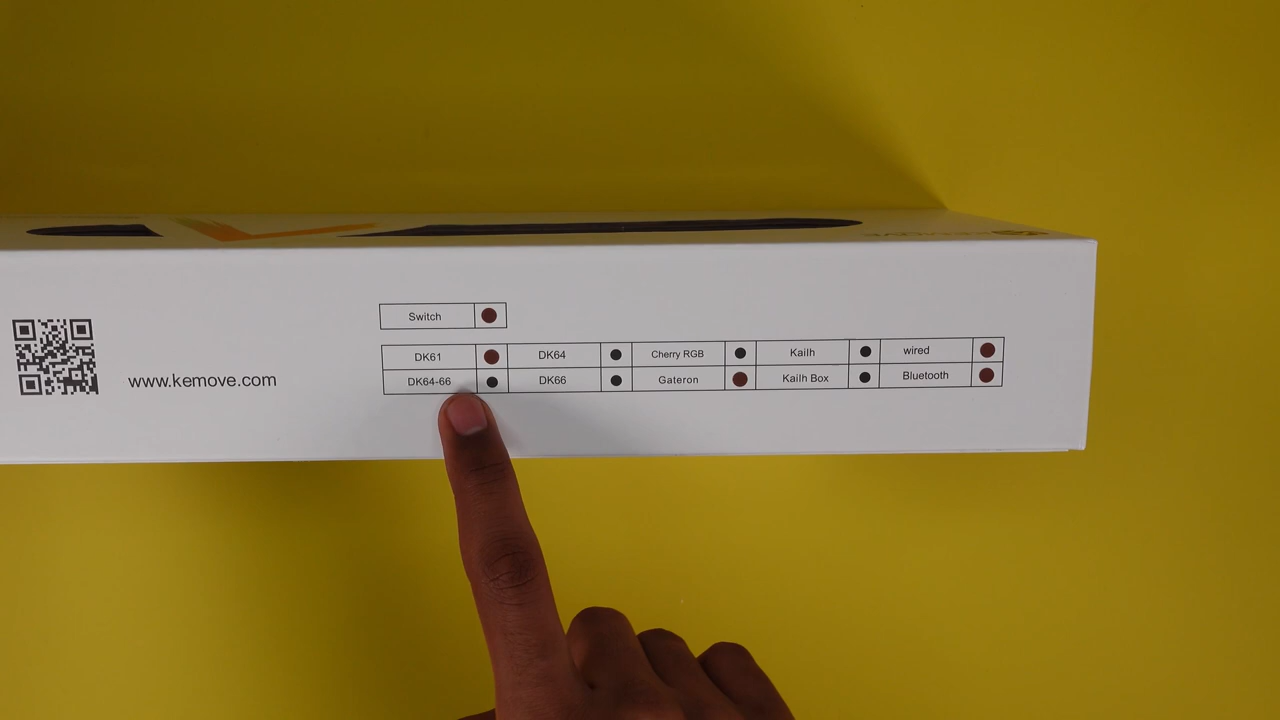 www.kemove.com
Switch
DK61 DK64 Cherry RGB Kailh wired
DK64-66 DK66 Gateron Kailh Box Bluetooth